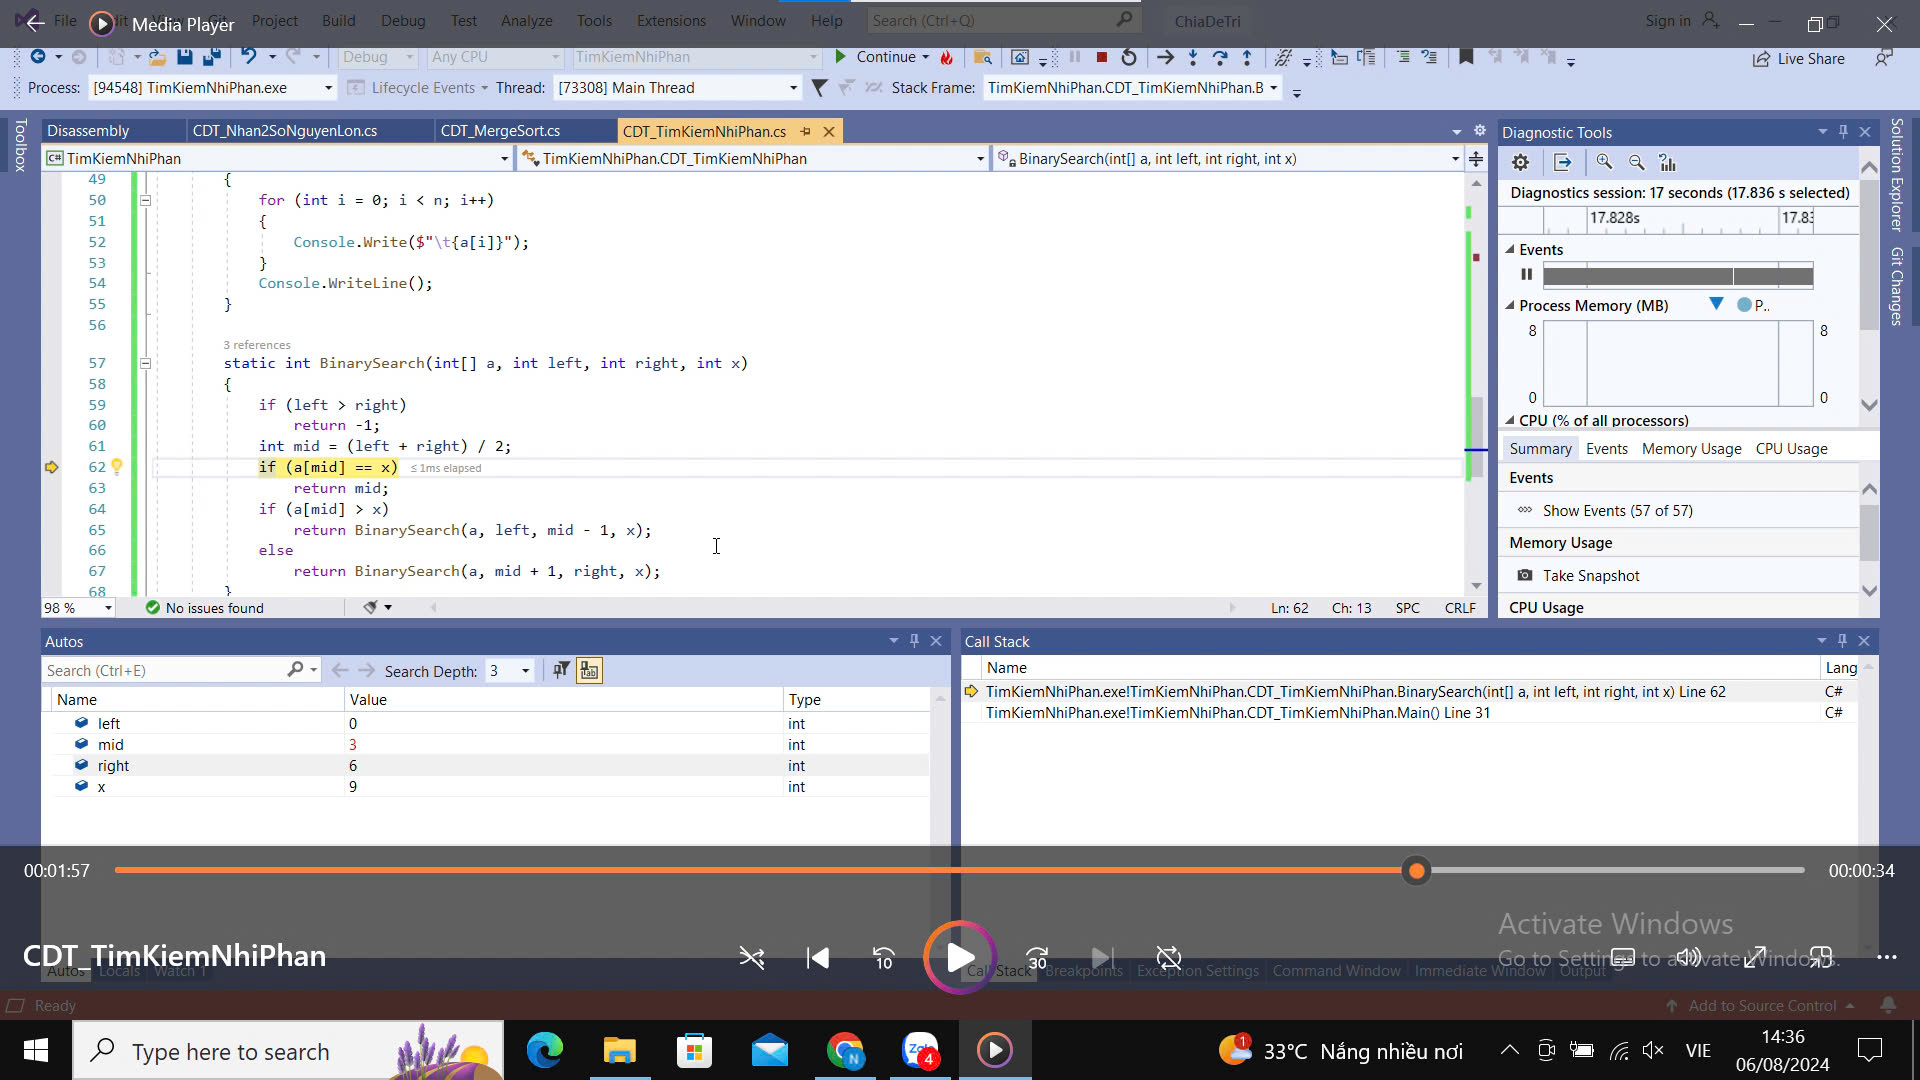 File Edit View Git Project Build Debug Test Analyze Tools Extensions Window Help Search (Ctrl+Q) ChiaDeTri Sign in
Media Player
Debug Any CPU TimKiemNhiPhan Continue Live Share
Process: [94548] TimKiemNhiPhan.exe Lifecycle Events Thread: [73308] Main Thread Stack Frame: TimKiemNhiPhan.CDT_TimKiemNhiPhan.B
Toolbox
Disassembly CDT_Nhan2SoNguyenLon.cs CDT_MergeSort.cs CDT_TimKiemNhiPhan.cs
C# TimKiemNhiPhan TimKiemNhiPhan.CDT_TimKiemNhiPhan BinarySearch(int[] a, int left, int right, int x)
49 {
50 for (int i = 0; i < n; i++)
51 {
52 Console.Write($"\t{a[i]}");
53 }
54 Console.WriteLine();
55 }
56
3 references
57 static int BinarySearch(int[] a, int left, int right, int x)
58 {
59 if (left > right)
60 return -1;
61 int mid = (left + right) / 2;
62 if (a[mid] == x) ≤ 1ms elapsed
63 return mid;
64 if (a[mid] > x)
65 return BinarySearch(a, left, mid - 1, x);
66 else
67 return BinarySearch(a, mid + 1, right, x);
68 }
98 % No issues found Ln: 62 Ch: 13 SPC CRLF
Diagnostic Tools
Diagnostics session: 17 seconds (17.836 s selected)
17.828s 17.83
Events
Process Memory (MB) P..
8 8
0 0
CPU (% of all processors)
Summary Events Memory Usage CPU Usage
Events
Show Events (57 of 57)
Memory Usage
Take Snapshot
CPU Usage
Solution Explorer
Git Changes
Autos
Search (Ctrl+E) Search Depth: 3
Name Value Type
left 0 int
mid 3 int
right 6 int
x 9 int
Call Stack
Name Lang
TimKiemNhiPhan.exe!TimKiemNhiPhan.CDT_TimKiemNhiPhan.BinarySearch(int[] a, int left, int right, int x) Line 62 C#
TimKiemNhiPhan.exe!TimKiemNhiPhan.CDT_TimKiemNhiPhan.Main() Line 31 C#
00:01:57 00:00:34
Activate Windows
Go to Settings to activate Windows.
CDT_TimKiemNhiPhan
10 30
Autos Locals Watch 1
Call Stack Breakpoints Exception Settings Command Window Immediate Window Output
Ready Add to Source Control
Type here to search
N Zalo 4 1 33°C Nắng nhiều nơi VIE
14:36
06/08/2024